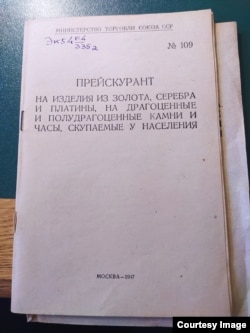 МИНИСТЕРСТВО ТОРГОВЛИ СОЮЗА ССР
№ 109
ПРЕЙСКУРАНТ
НА ИЗДЕЛИЯ ИЗ ЗОЛОТА, СЕРЕБРА
И ПЛАТИНЫ, НА ДРАГОЦЕННЫЕ
И ПОЛУДРАГОЦЕННЫЕ КАМНИ И
ЧАСЫ, СКУПАЕМЫЕ У НАСЕЛЕНИЯ
МОСКВА—1947
Courtesy Image